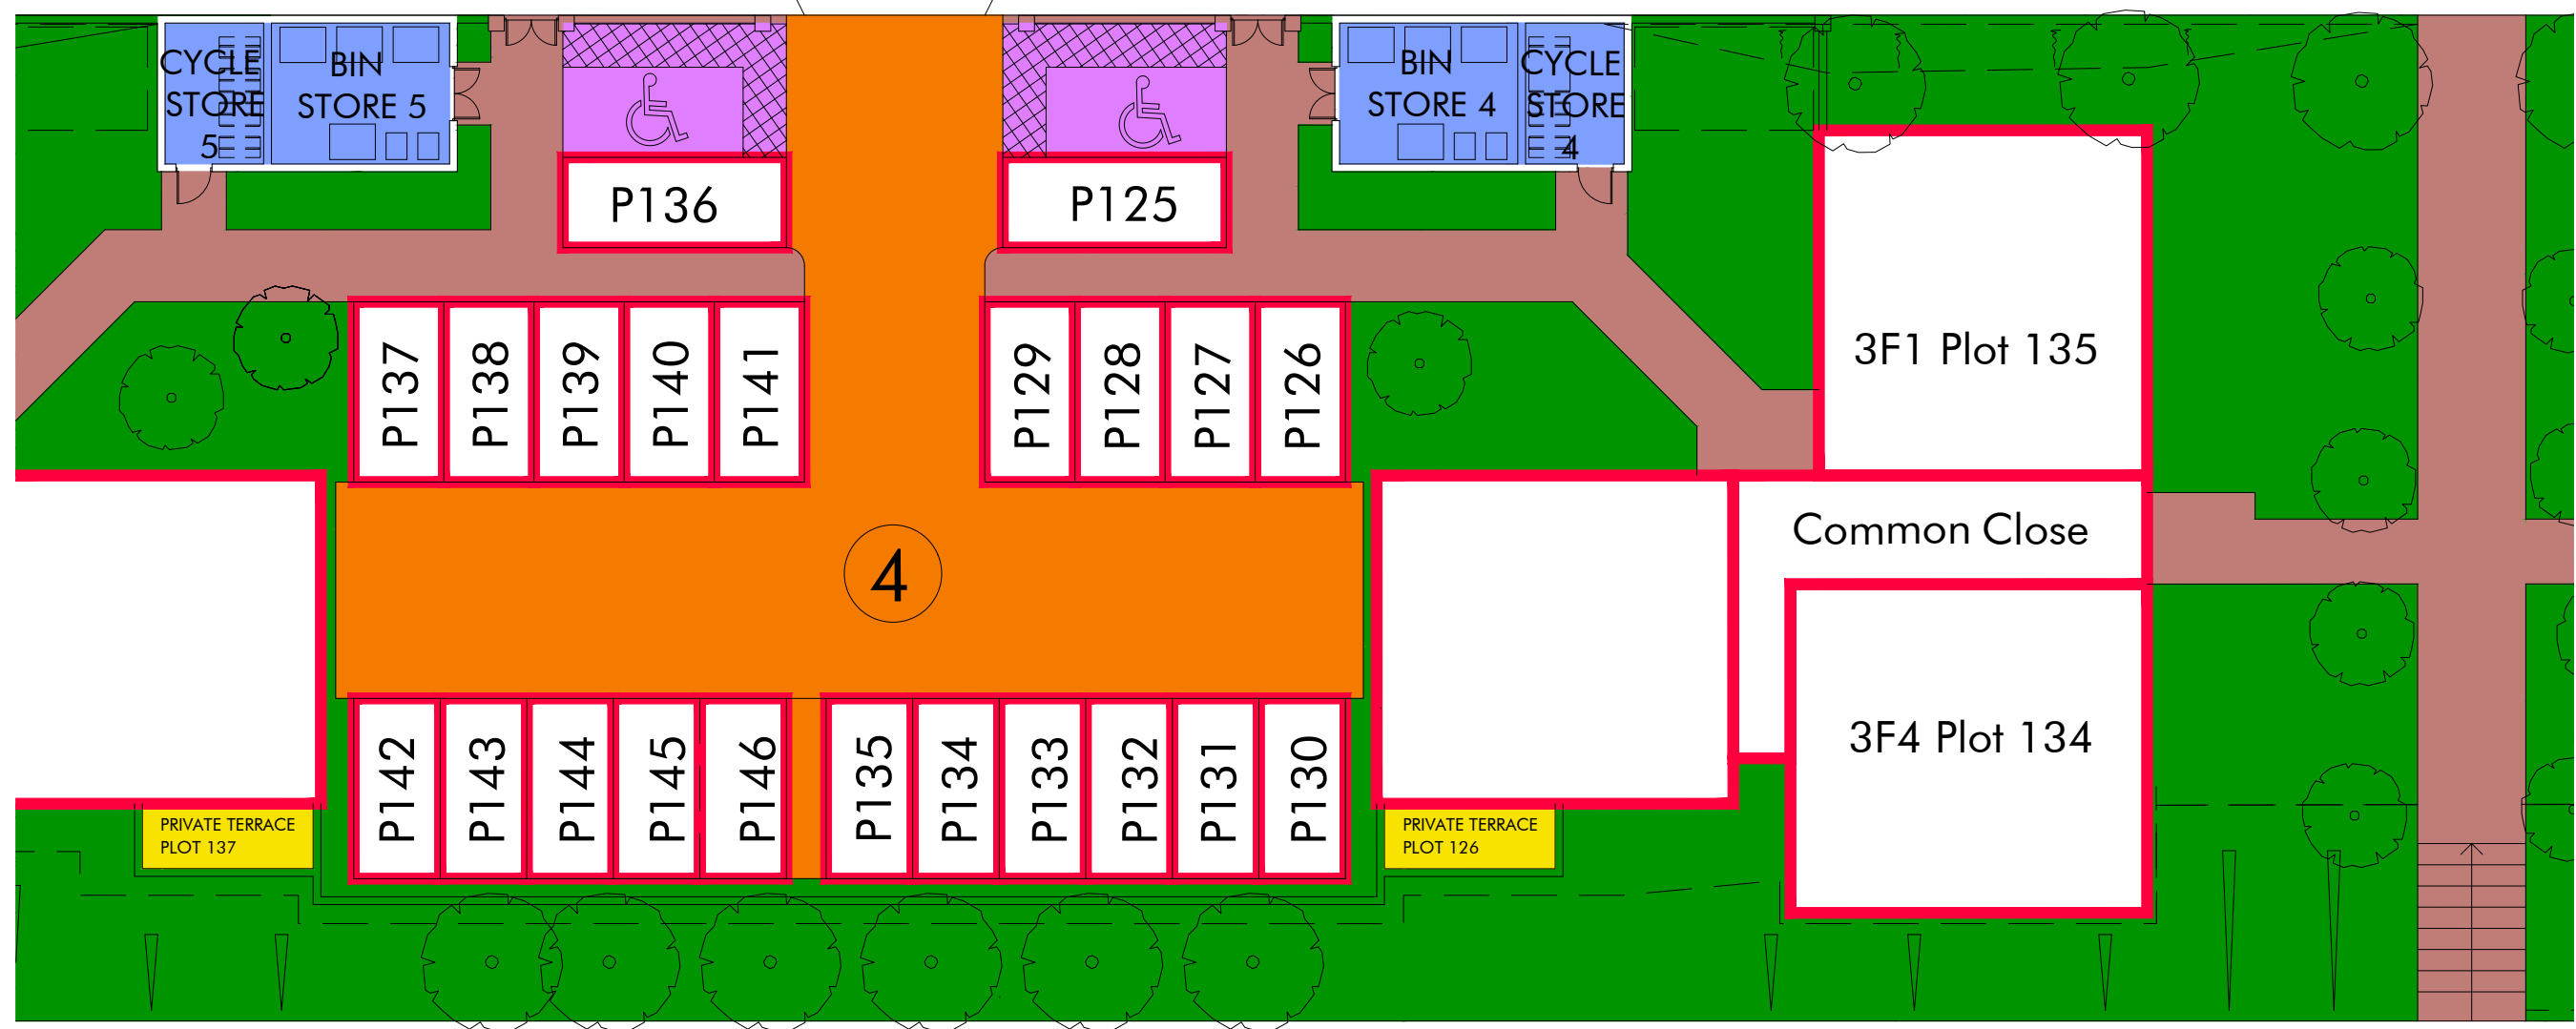 CYCLE
STORE
5
BIN
STORE 5
BIN
STORE 4
CYCLE
STORE
4
P136
P125
P137
P138
P139
P140
P141
P129
P128
P127
P126
3F1 Plot 135
Common Close
4
3F4 Plot 134
P142
P143
P144
P145
P146
P135
P134
P133
P132
P131
P130
PRIVATE TERRACE
PLOT 137
PRIVATE TERRACE
PLOT 126